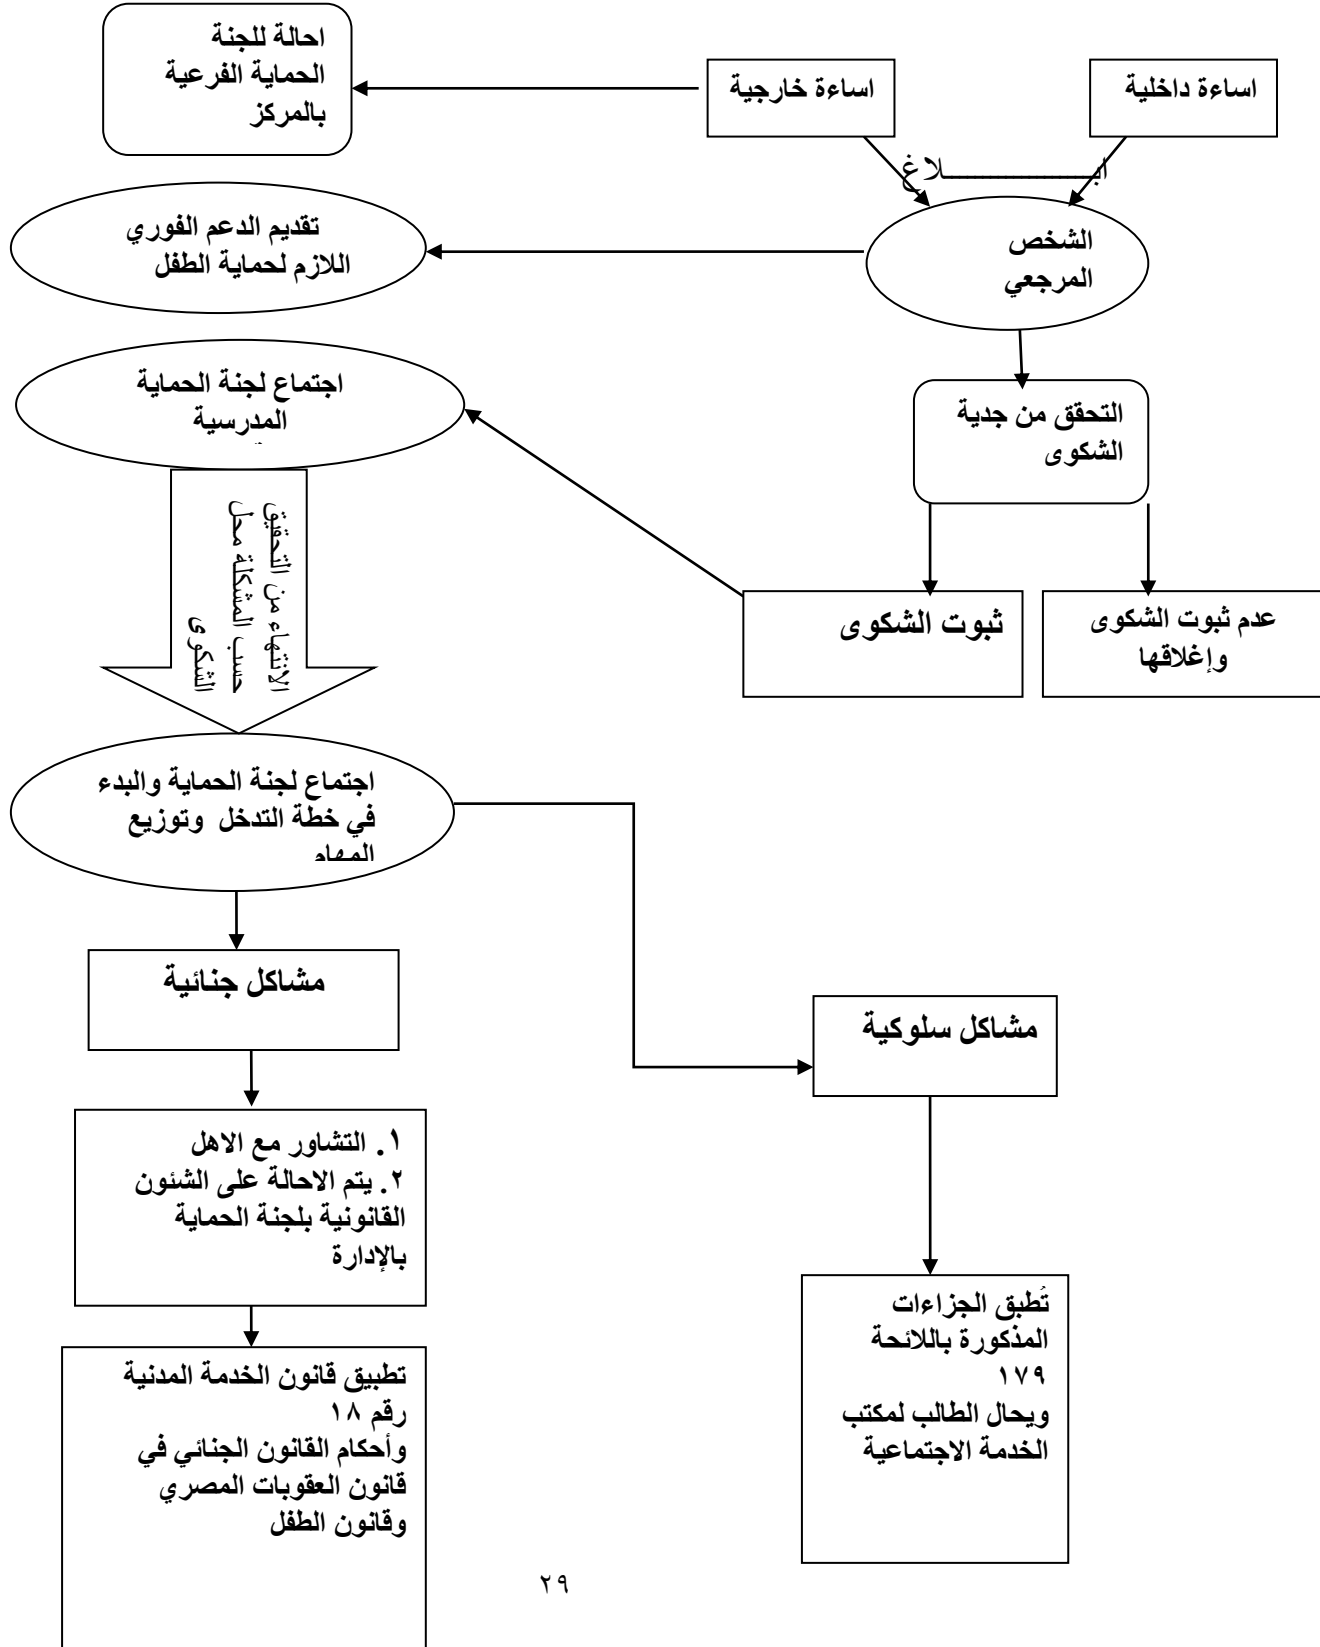 احالة للجنة
الحماية الفرعية
بالمركز
اساءة خارجية
اساءة داخلية
ابـــــــــــــــلاغ
الشخص
المرجعي
تقديم الدعم الفوري
اللازم لحماية الطفل
اجتماع لجنة الحماية
المدرسية
التحقق من جدية
الشكوى
الانتهاء من التحقيق
حسب المشكلة محل
الشكوى
ثبوت الشكوى
عدم ثبوت الشكوى
وإغلاقها
اجتماع لجنة الحماية والبدء
في خطة التدخل وتوزيع
المهام
مشاكل جنائية
مشاكل سلوكية
١. التشاور مع الاهل
٢. يتم الاحالة على الشئون
القانونية بلجنة الحماية
بالإدارة
تُطبق الجزاءات
المذكورة باللائحة
١٧٩
ويحال الطالب لمكتب
الخدمة الاجتماعية
تطبيق قانون الخدمة المدنية
رقم ١٨
وأحكام القانون الجنائي في
قانون العقوبات المصري
وقانون الطفل
٢٩